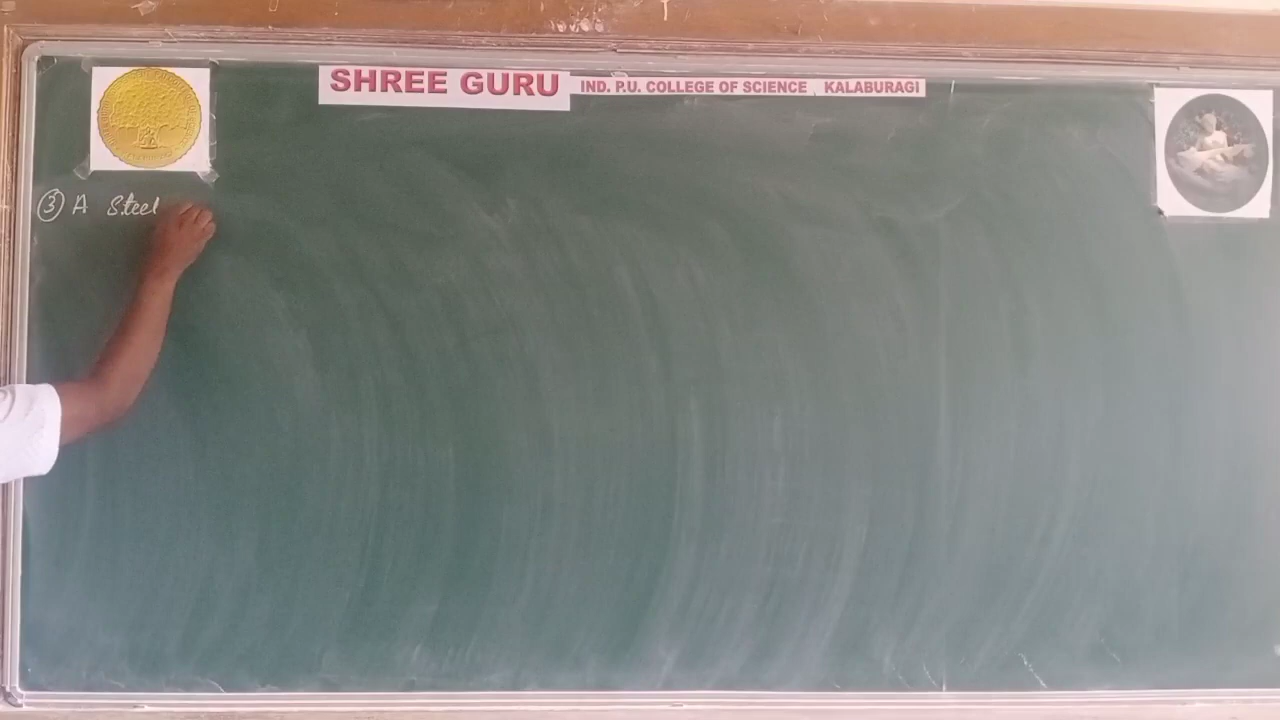 SHREE GURU IND. P.U. COLLEGE OF SCIENCE, KALABURAGI
③ A Steel